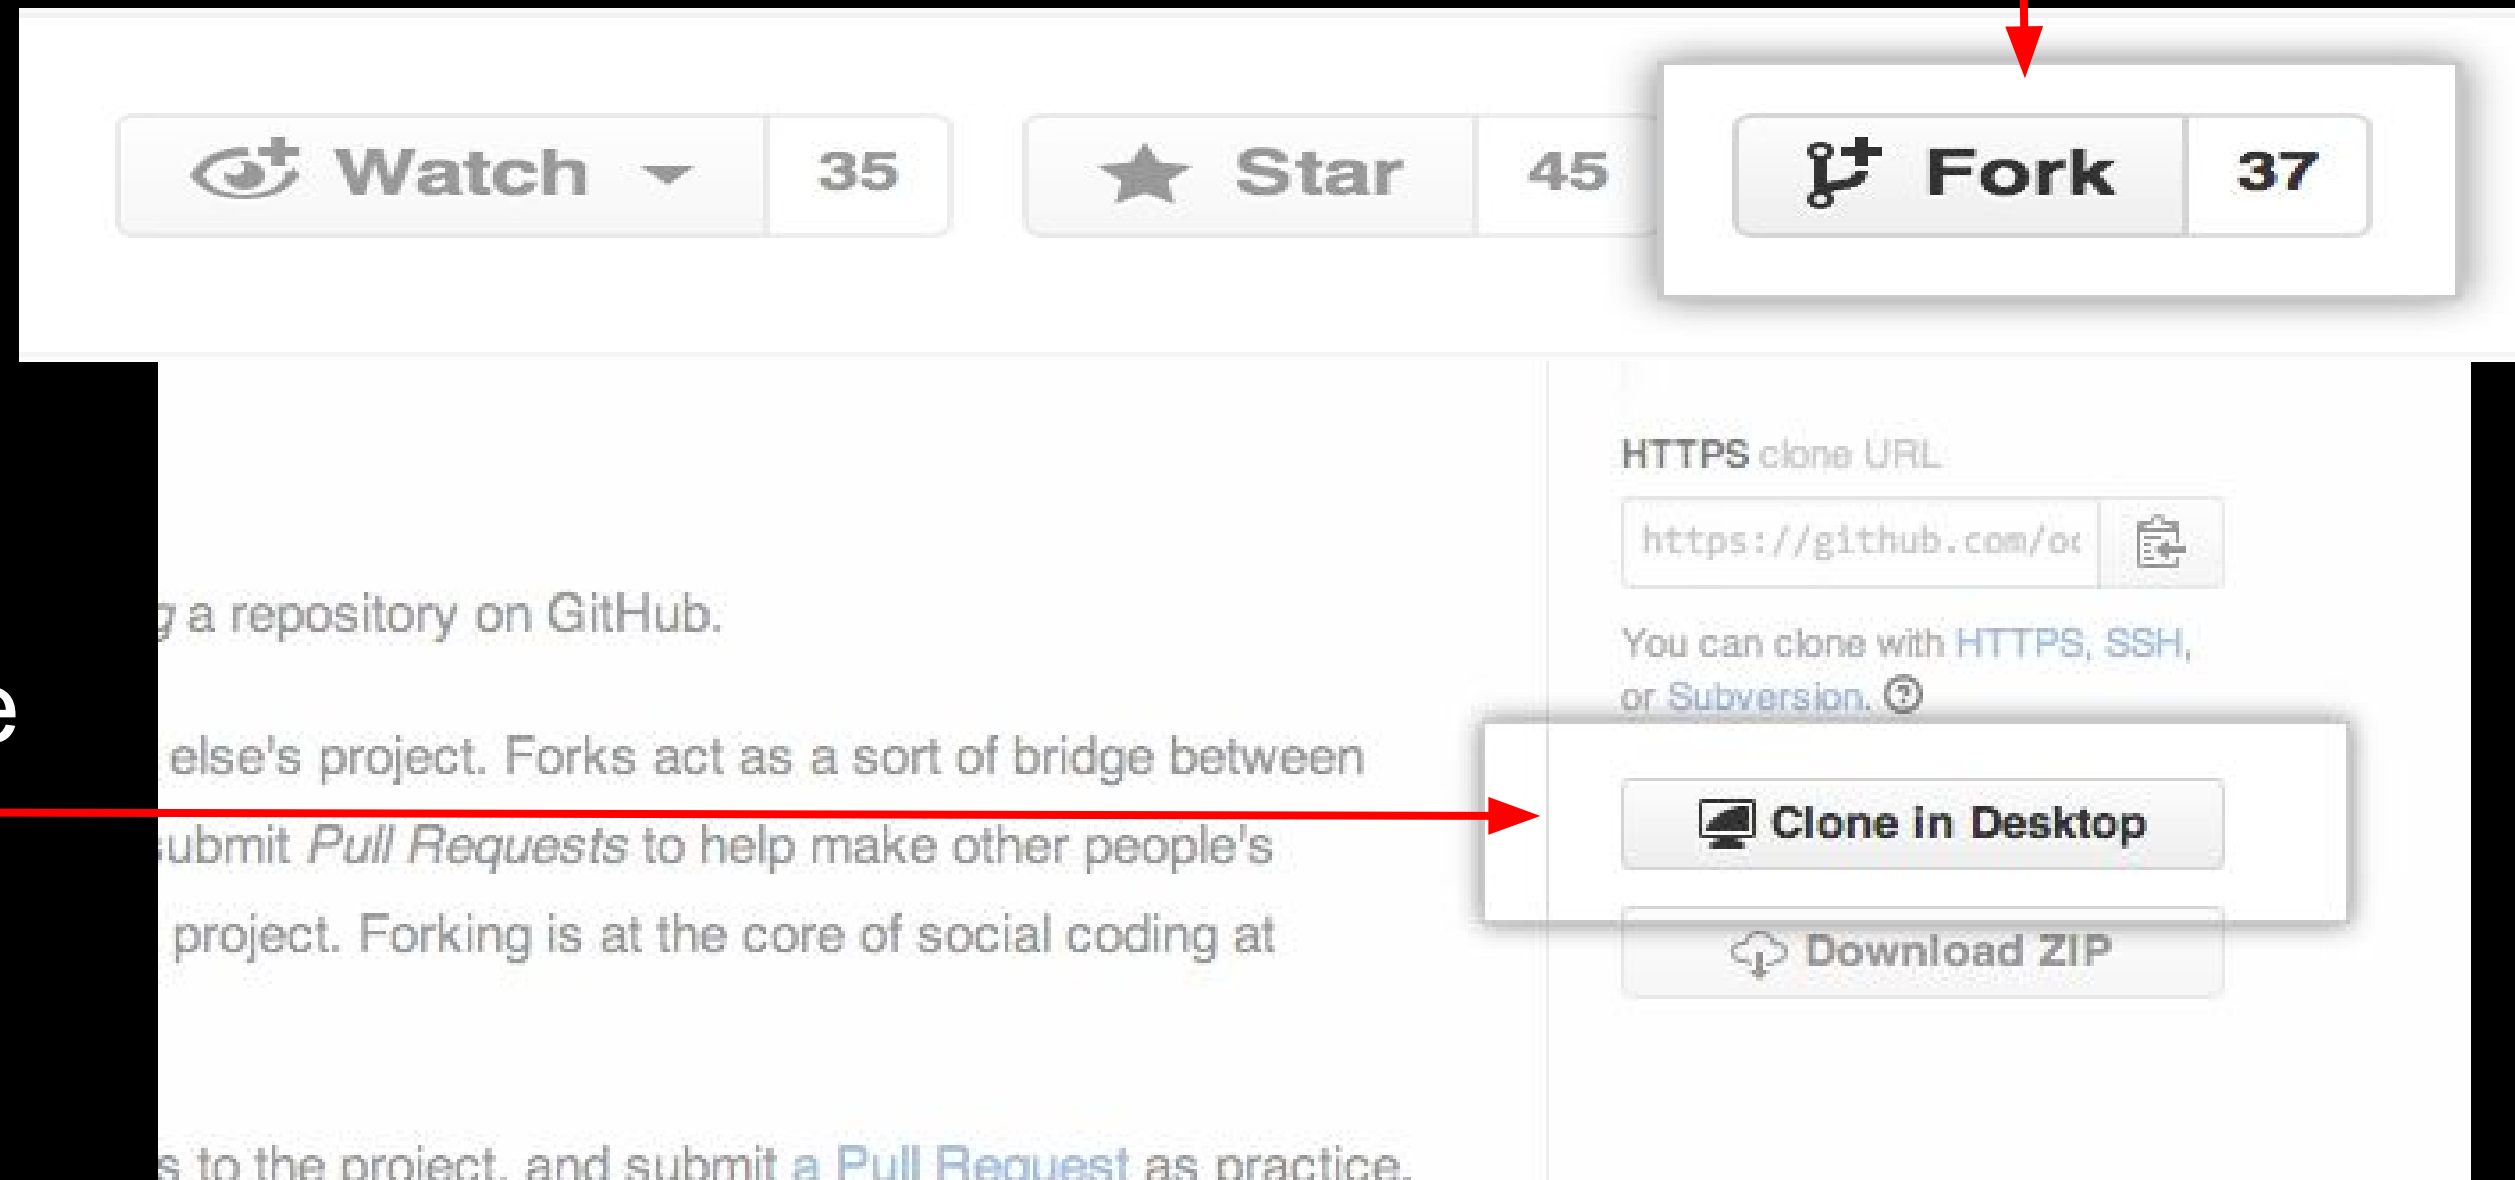 Watch 35 Star 45 Fork 37
HTTPS clone URL
https://github.com/oc
a repository on GitHub.
You can clone with HTTPS, SSH,
or Subversion.
e
else's project. Forks act as a sort of bridge between
Clone in Desktop
ubmit Pull Requests to help make other people's
project. Forking is at the core of social coding at
Download ZIP
s to the project, and submit a Pull Request as practice.